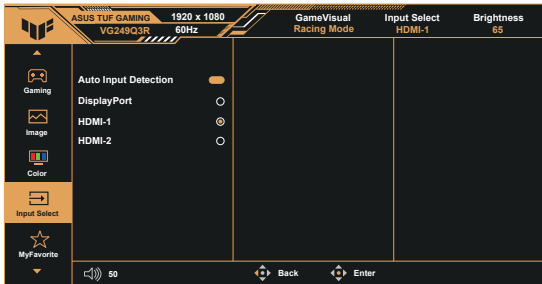 ASUS TUF GAMING 1920 x 1080 GameVisual Input Select Brightness
VG249Q3R 60Hz Racing Mode HDMI-1 65
Gaming
Image
Color
Input Select
MyFavorite
Auto Input Detection
DisplayPort
HDMI-1
HDMI-2
50 Back Enter